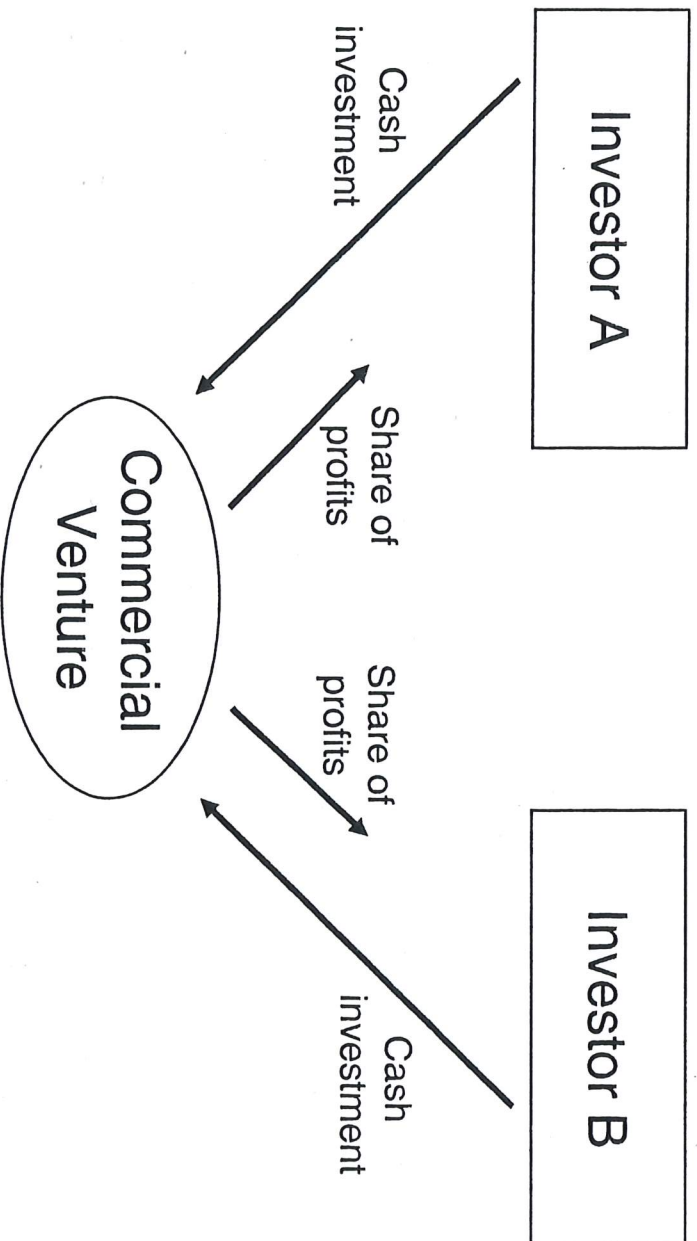 Investor A
Investor B
Cash
investment
Share of
profits
Share of
profits
Cash
investment
Commercial
Venture